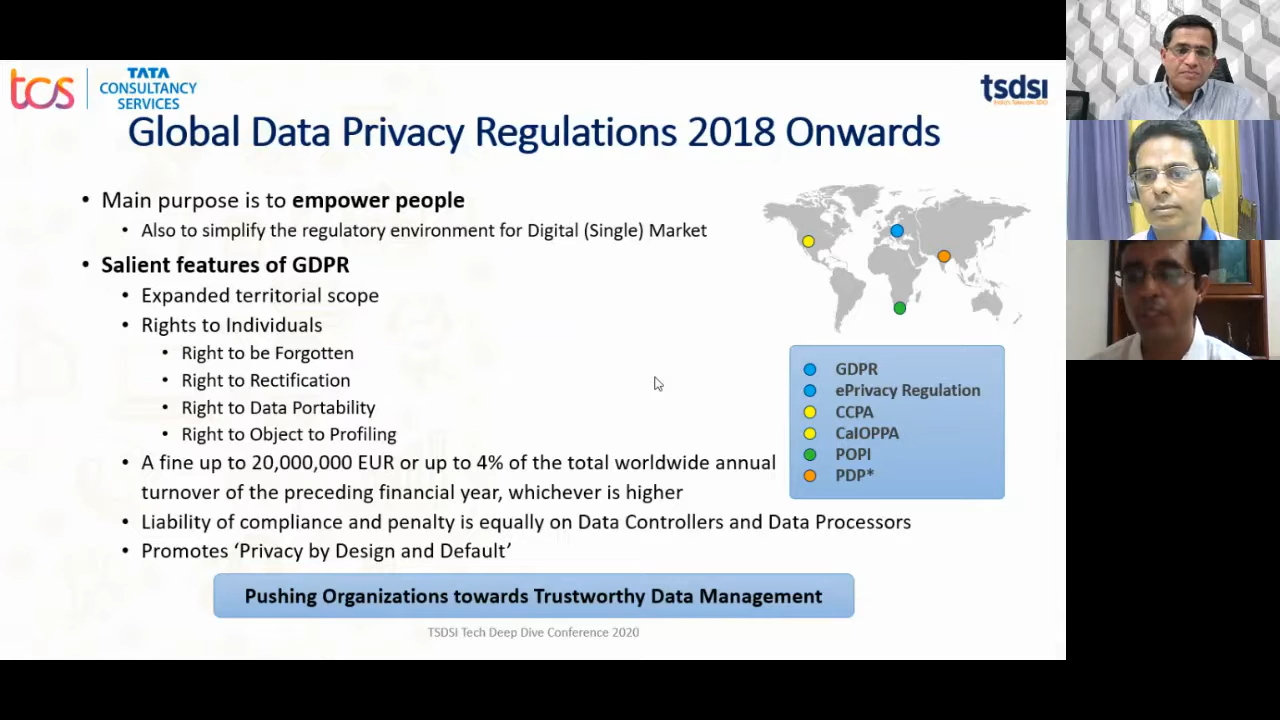 tcs
TATA
CONSULTANCY
SERVICES
tsdsi
India's Telecom SDO
Global Data Privacy Regulations 2018 Onwards
• Main purpose is to empower people
• Also to simplify the regulatory environment for Digital (Single) Market
• Salient features of GDPR
• Expanded territorial scope
• Rights to Individuals
• Right to be Forgotten
• Right to Rectification
• Right to Data Portability
• Right to Object to Profiling
• A fine up to 20,000,000 EUR or up to 4% of the total worldwide annual
turnover of the preceding financial year, whichever is higher
• Liability of compliance and penalty is equally on Data Controllers and Data Processors
• Promotes ‘Privacy by Design and Default’
GDPR
ePrivacy Regulation
CCPA
CalOPPA
POPI
PDP*
Pushing Organizations towards Trustworthy Data Management
TSDSI Tech Deep Dive Conference 2020